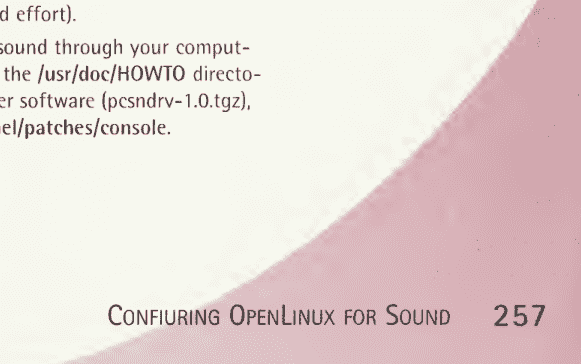 d effort).
sound through your comput-
the /usr/doc/HOWTO directo-
er software (pcsndrv-1.0.tgz),
el/patches/console.
CONFIURING OPENLINUX FOR SOUND 257